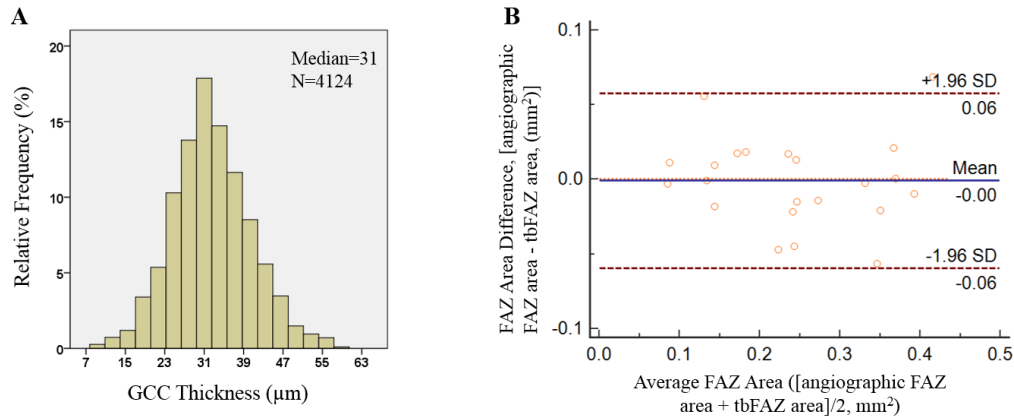 A
20
15
10
5
0
Relative Frequency (%)
Median=31
N=4124
7 15 23 31 39 47 55 63
GCC Thickness (µm)
B
0.1
0.0
-0.1
FAZ Area Difference, [angiographic
FAZ area - tbFAZ area, (mm²)]
+1.96 SD
0.06
Mean
-0.00
-1.96 SD
-0.06
0.0 0.1 0.2 0.3 0.4 0.5
Average FAZ Area ([angiographic FAZ
area + tbFAZ area]/2, mm²)